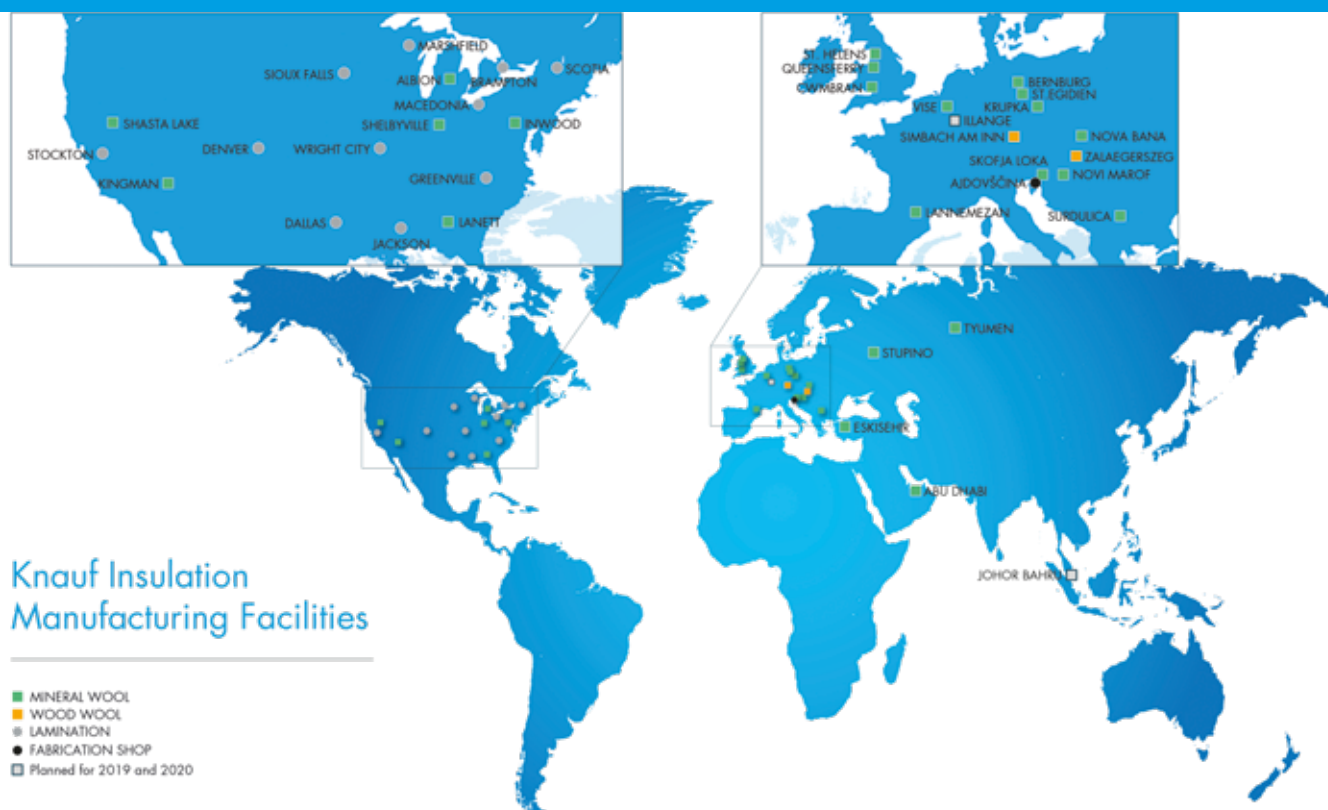 MARSHFIELD
SIOUX FALLS
ALBION
BRAMPTON
SCOTIA
MACEDONIA
SHASTA LAKE
SHELBYVILLE
INWOOD
STOCKTON
DENVER
WRIGHT CITY
KINGMAN
GREENVILLE
DALLAS
LANETT
JACKSON
ST. HELENS
QUEENSFERRY
CWMBRAN
BERNBURG
ST.EGIDIEN
VISE
KRUPKA
ILLANGE
SIMBACH AM INN
NOVA BANA
ZALAEGERSZEG
SKOFJA LOKA
NOVI MAROF
AJDOVŠČINA
LANNEMEZAN
SURDULICA
TYUMEN
STUPINO
ESKISEHIR
ABU DHABI
JOHOR BAHRU
Knauf Insulation
Manufacturing Facilities
MINERAL WOOL
WOOD WOOL
LAMINATION
FABRICATION SHOP
Planned for 2019 and 2020